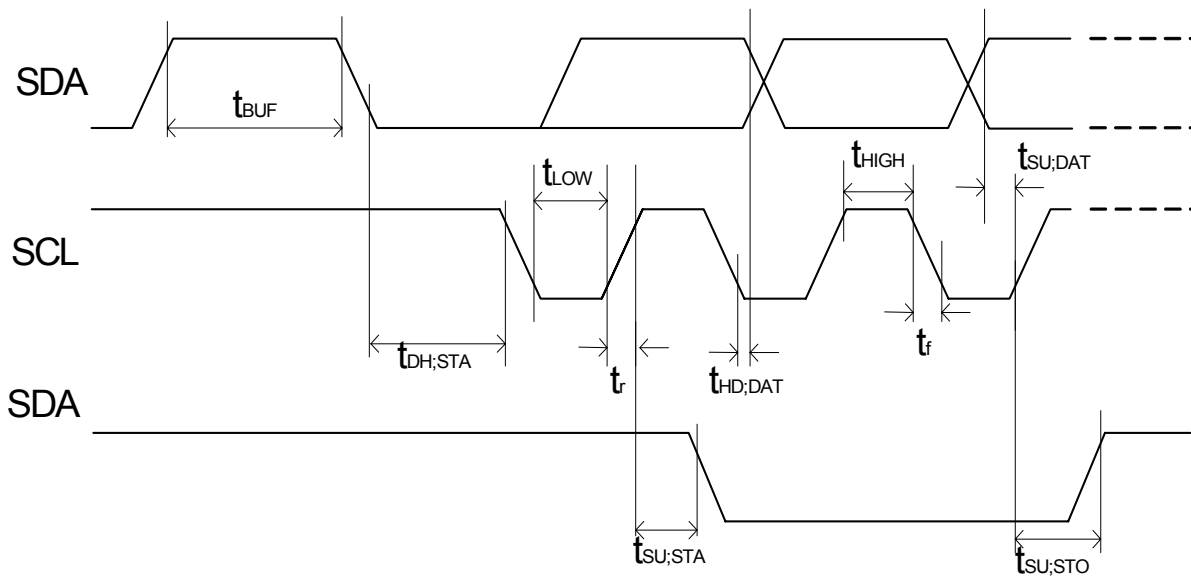 SDA
tBUF
tHIGH
tSU;DAT
tLOW
SCL
tDH;STA
tr
tHD;DAT
tf
SDA
tSU;STA
tSU;STO